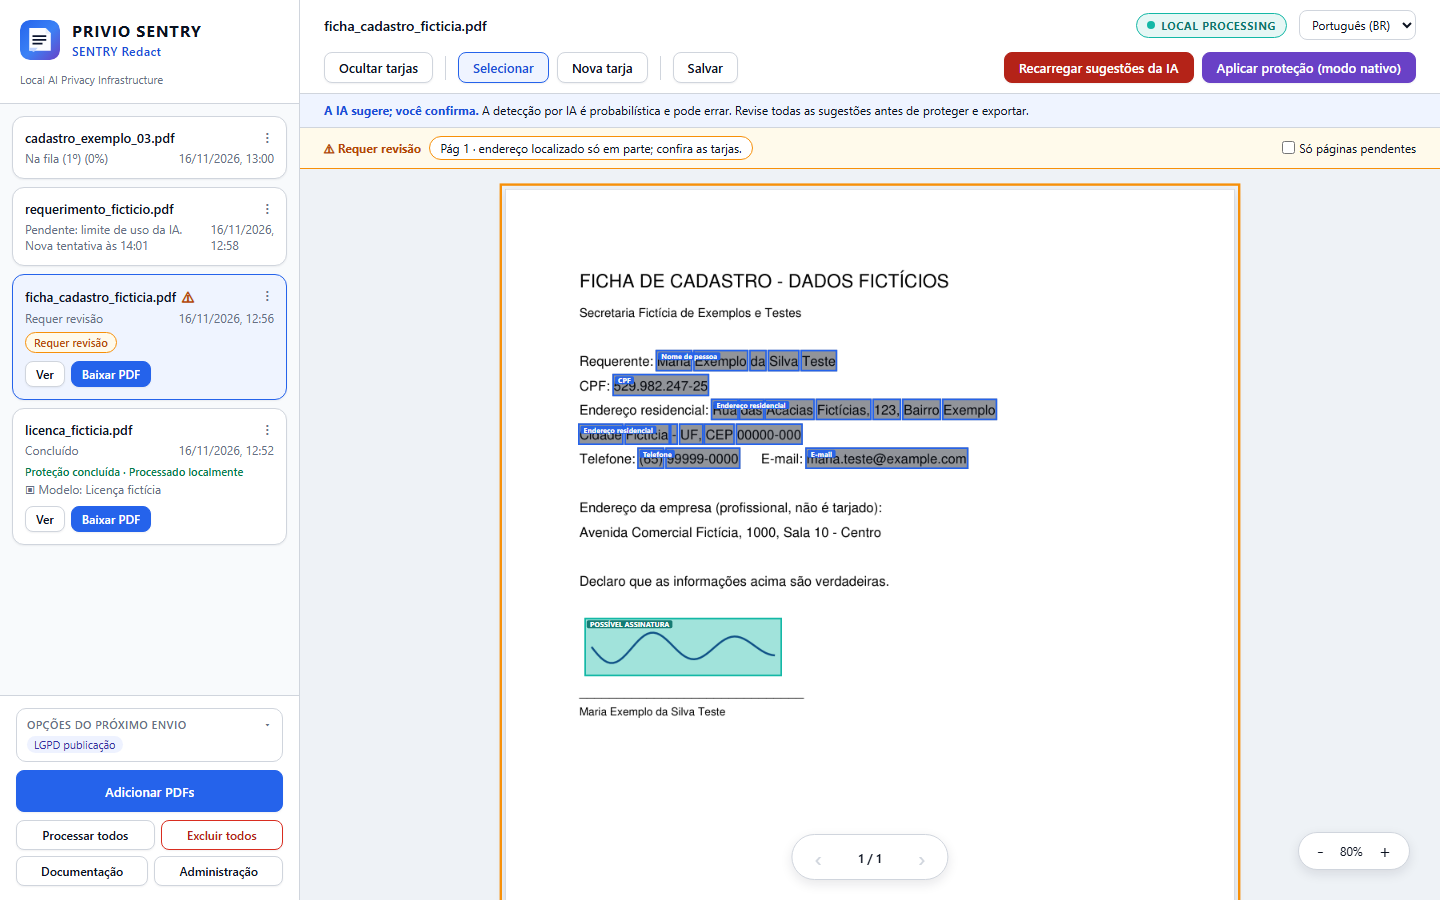 PRIVIO SENTRY
SENTRY Redact
Local AI Privacy Infrastructure
cadastro_exemplo_03.pdf
Na fila (1º) (0%)
16/11/2026, 13:00
requerimento_ficticio.pdf
Pendente: limite de uso da IA.
Nova tentativa às 14:01
16/11/2026,
12:58
ficha_cadastro_ficticia.pdf
Requer revisão
16/11/2026, 12:56
Requer revisão
Ver
Baixar PDF
licenca_ficticia.pdf
Concluído
16/11/2026, 12:52
Proteção concluída · Processado localmente
Modelo: Licença fictícia
Ver
Baixar PDF
OPÇÕES DO PRÓXIMO ENVIO
LGPD publicação
Adicionar PDFs
Processar todos
Excluir todos
Documentação
Administração
ficha_cadastro_ficticia.pdf
LOCAL PROCESSING
Português (BR)
Ocultar tarjas
Selecionar
Nova tarja
Salvar
Recarregar sugestões da IA
Aplicar proteção (modo nativo)
A IA sugere; você confirma. A detecção por IA é probabilística e pode errar. Revise todas as sugestões antes de proteger e exportar.
Requer revisão
Pág 1 · endereço localizado só em parte; confira as tarjas.
Só páginas pendentes
FICHA DE CADASTRO - DADOS FICTÍCIOS
Secretaria Fictícia de Exemplos e Testes
Nome de pessoa
Requerente: Maria Exemplo da Silva Teste
CPF
CPF: 529.982.247-25
Endereço residencial
Endereço residencial: Rua das Acácias Fictícias, 123, Bairro Exemplo
Endereço residencial
Cidade Fictícia - UF, CEP 00000-000
Telefone
E-mail
Telefone: (65) 99999-0000 E-mail: maria.teste@example.com
Endereço da empresa (profissional, não é tarjado):
Avenida Comercial Fictícia, 1000, Sala 10 - Centro
Declaro que as informações acima são verdadeiras.
POSSÍVEL ASSINATURA
Maria Exemplo da Silva Teste
‹ 1 / 1 ›
- 80% +